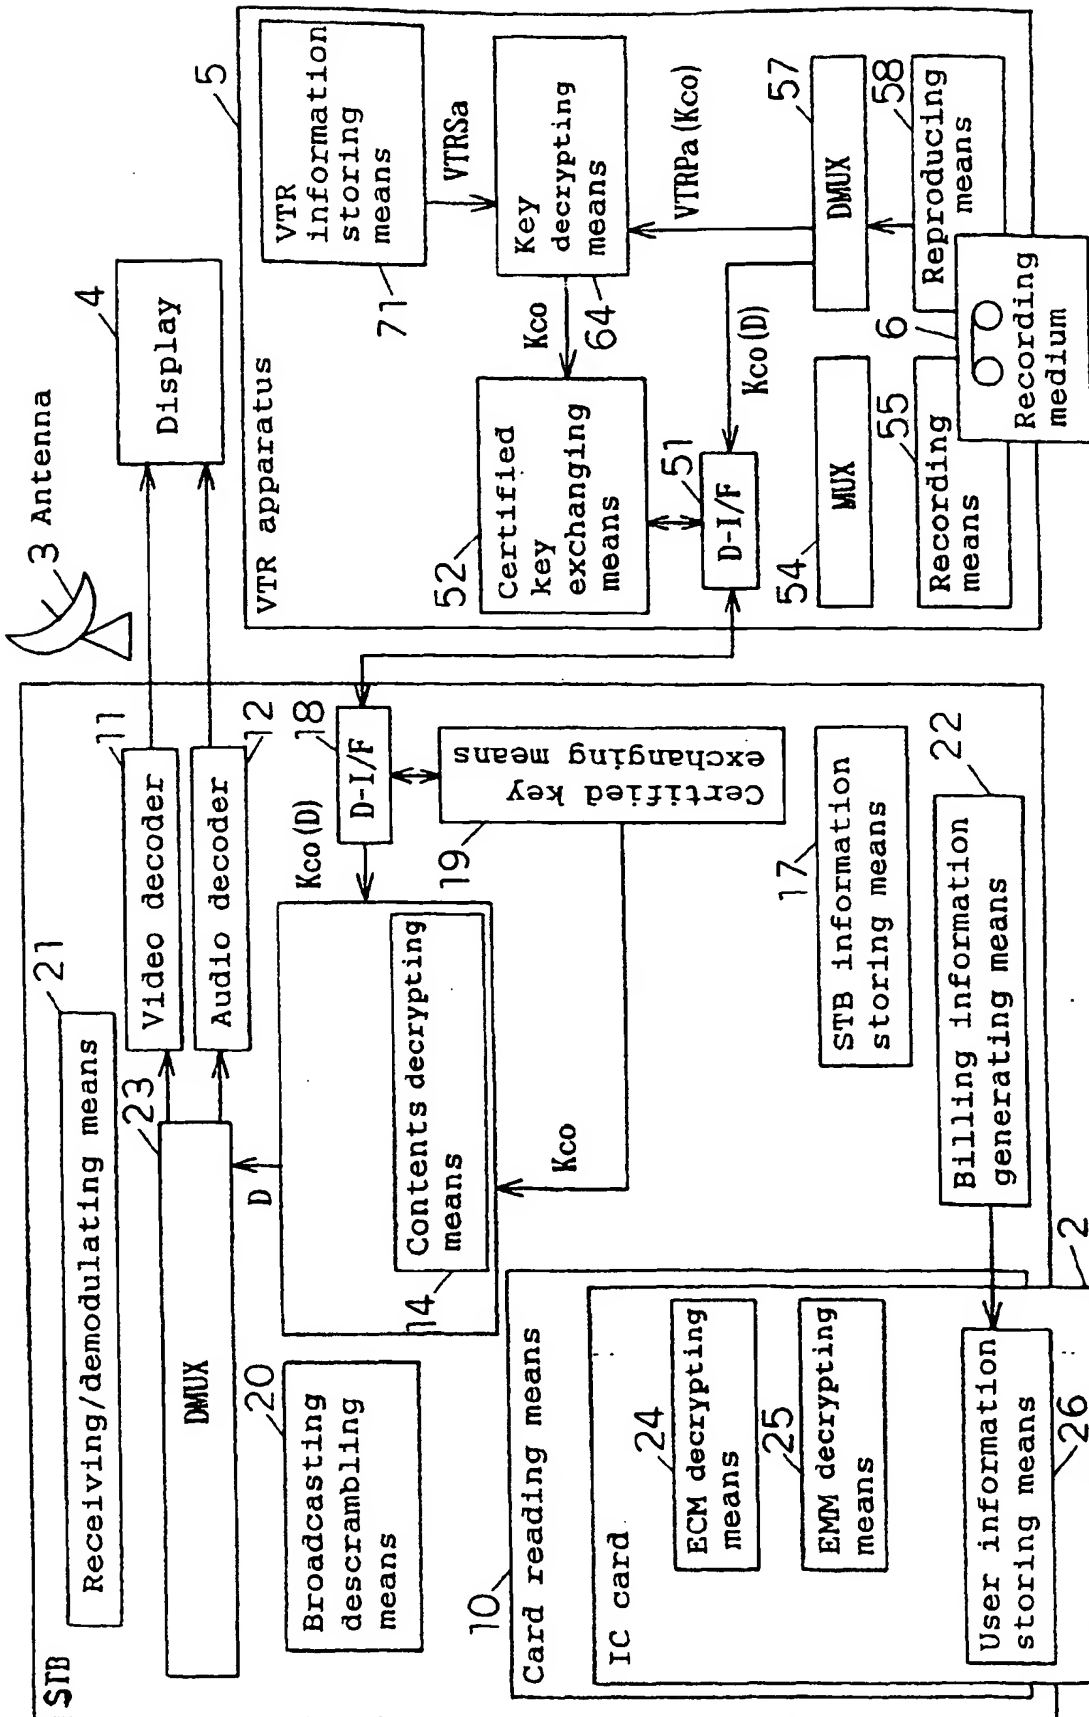 3 Antenna
4
Display
STB
21
Receiving/demodulating means
23
DMUX
11
Video decoder
12
Audio decoder
D
20
Broadcasting
descrambling
means
14
Contents decrypting
means
Kco(D)
18
D-I/F
19
Certified key
exchanging means
Kco
10
Card reading means
IC card
24
ECM decrypting
means
25
EMM decrypting
means
User information
storing means
26
2
17
STB information
storing means
22
Billing information
generating means
5
VTR apparatus
VTR
information
storing
means
71
VTRSa
Key
decrypting
means
64
Kco
52
Certified
key
exchanging
means
51
D-I/F
Kco(D)
VTRPa(Kco)
54
MUX
57
DMUX
55
Recording
means
58
Reproducing
means
6
Recording
medium